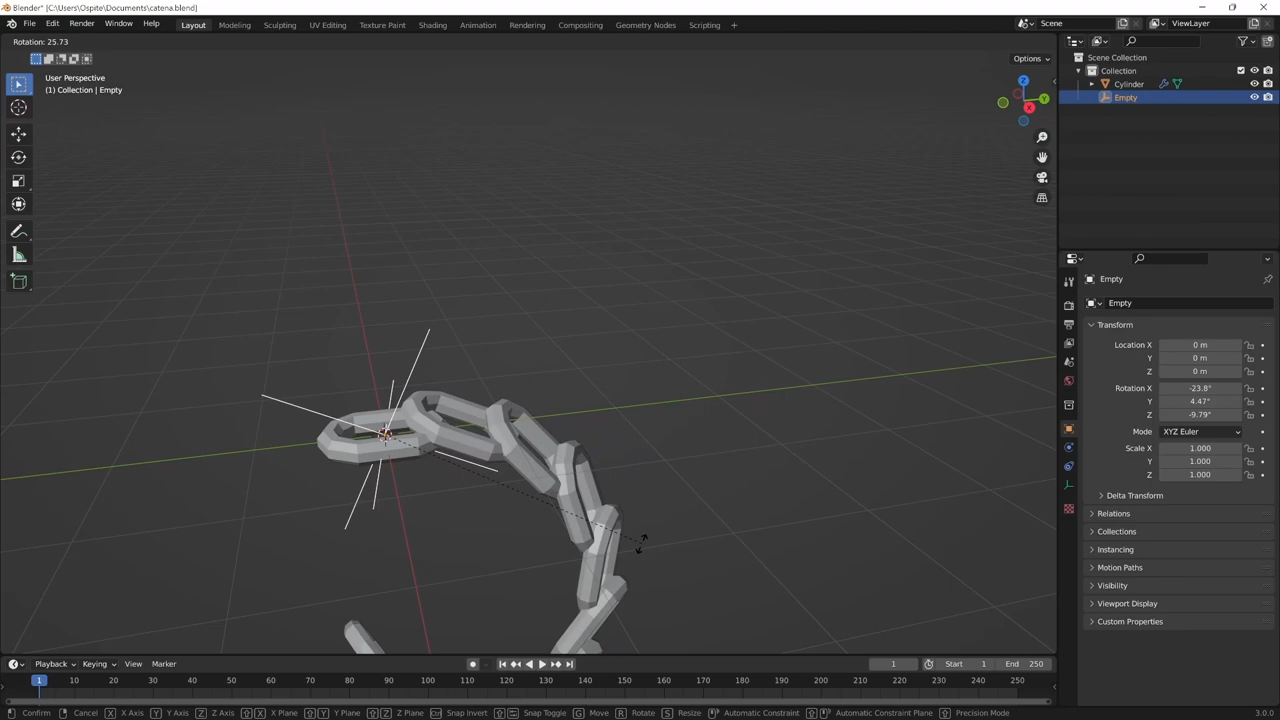 Blender* [C:\Users\Ospite\Documents\catena.blend]
File Edit Render Window Help Layout Modeling Sculpting UV Editing Texture Paint Shading Animation Rendering Compositing Geometry Nodes Scripting + Scene ViewLayer
Rotation: 25.73
Options
User Perspective
(1) Collection | Empty
Z
Y
X
Scene Collection
Collection
Cylinder
Empty
Empty
Empty
Transform
Location X 0 m
Y 0 m
Z 0 m
Rotation X -23.8°
Y 4.47°
Z -9.79°
Mode XYZ Euler
Scale X 1.000
Y 1.000
Z 1.000
Delta Transform
Relations
Collections
Instancing
Motion Paths
Visibility
Viewport Display
Custom Properties
Playback Keying View Marker 1 Start 1 End 250
1 10 20 30 40 50 60 70 80 90 100 110 120 130 140 150 160 170 180 190 200 210 220 230 240 250
Confirm Cancel X X Axis Y Y Axis Z Z Axis X X Plane Y Y Plane Z Z Plane Snap Invert Snap Toggle G Move R Rotate S Resize Automatic Constraint Automatic Constraint Plane Precision Mode 3.0.0